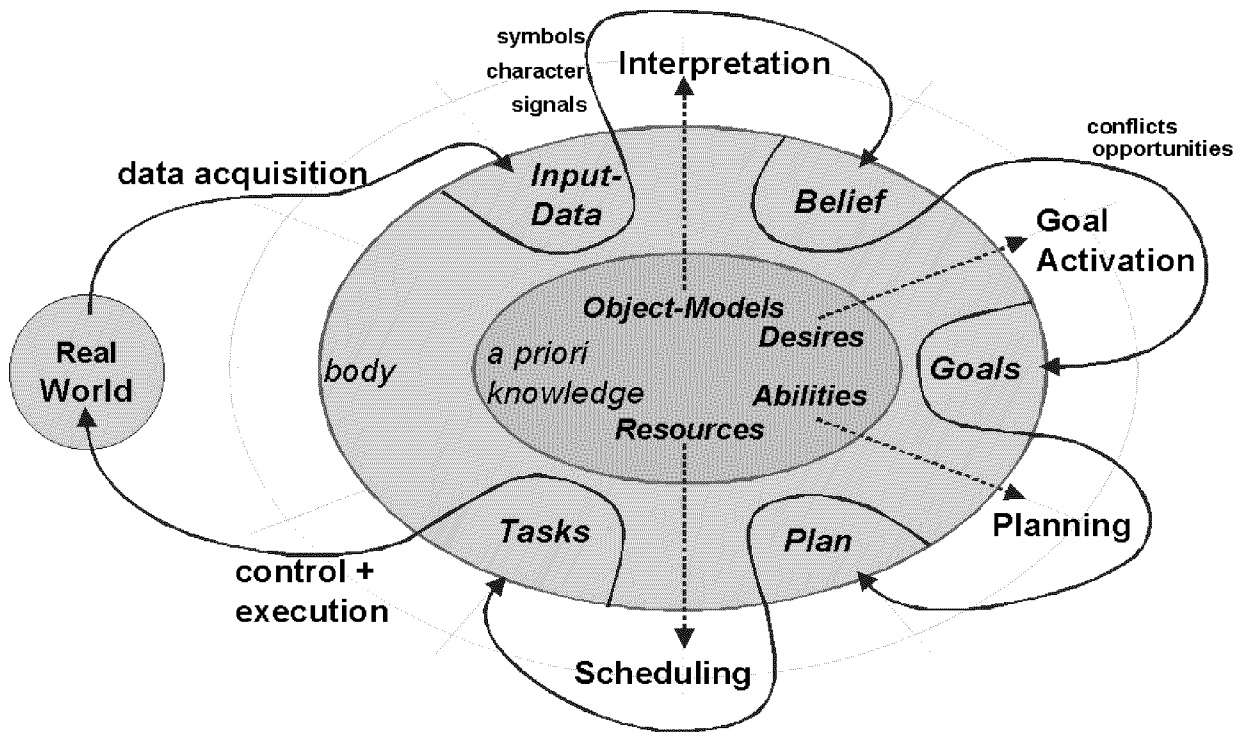 symbols
character
signals
Interpretation
conflicts
opportunities
data acquisition
Input-
Data
Belief
Goal
Activation
Object-Models
Desires
Real
World
body
a priori
knowledge
Goals
Abilities
Resources
Tasks
Plan
Planning
control +
execution
Scheduling